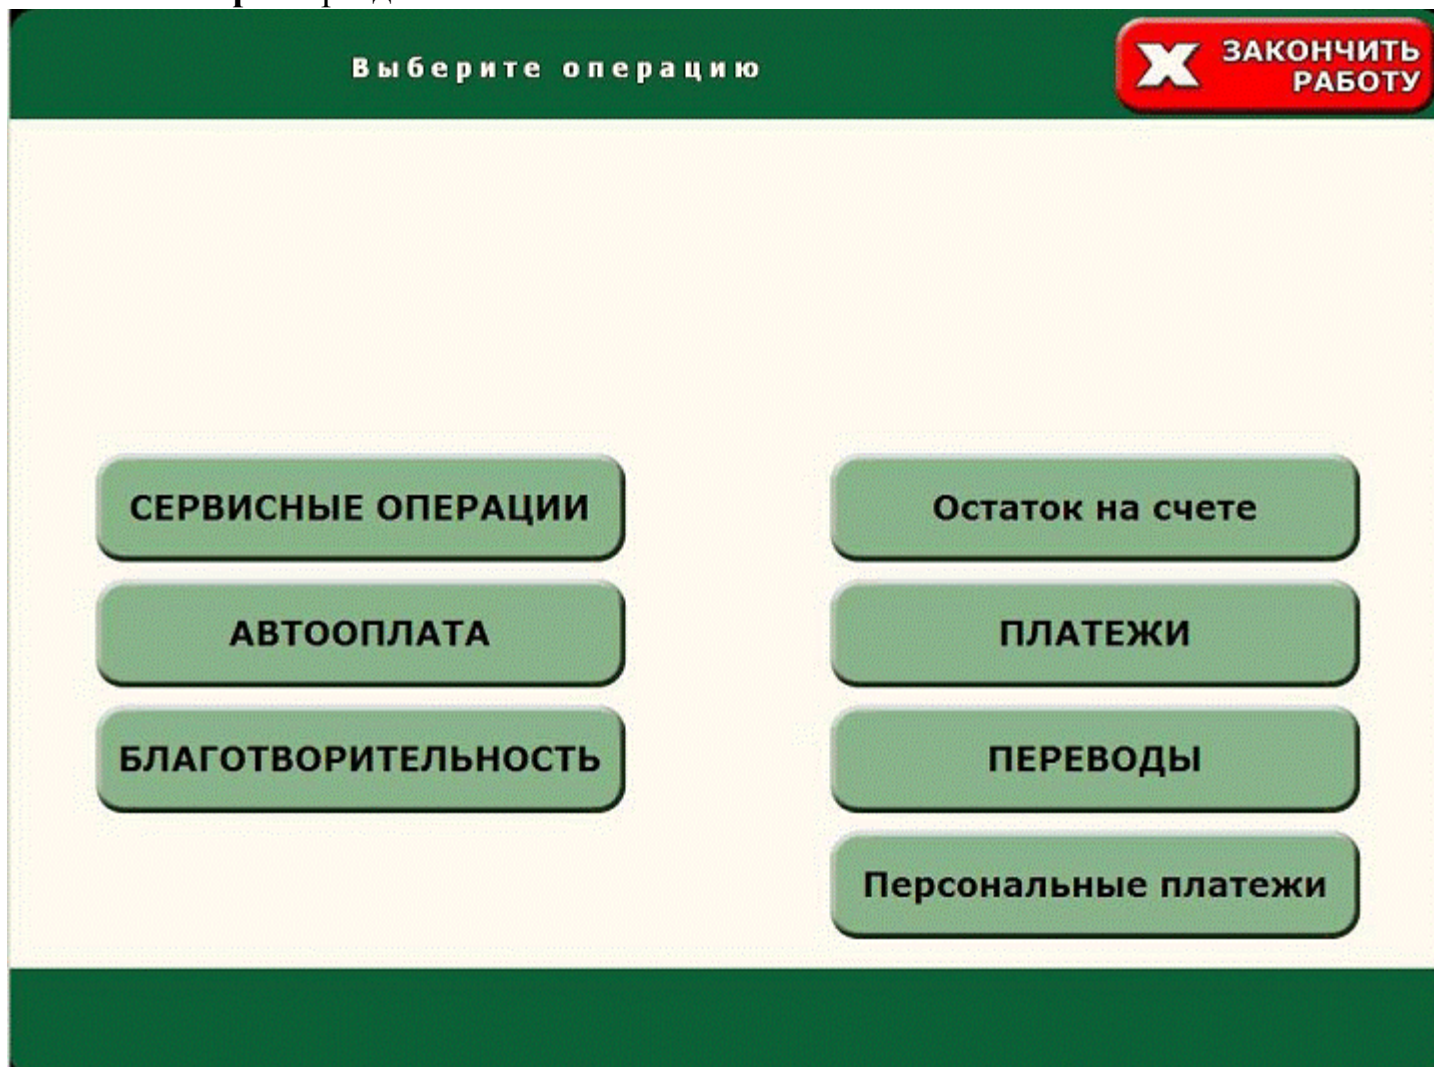 Выберите операцию
ЗАКОНЧИТЬ
РАБОТУ
СЕРВИСНЫЕ ОПЕРАЦИИ
Остаток на счете
АВТООПЛАТА
ПЛАТЕЖИ
БЛАГОТВОРИТЕЛЬНОСТЬ
ПЕРЕВОДЫ
Персональные платежи